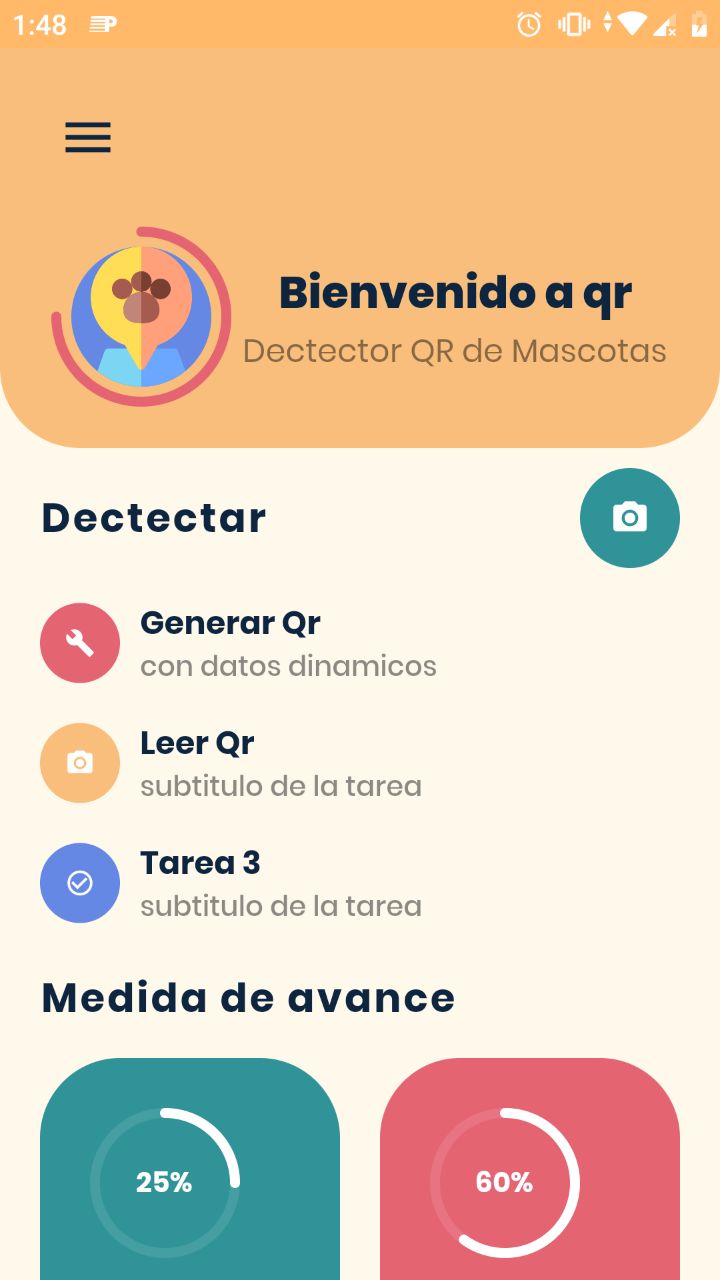 1:48
Bienvenido a qr
Dectector QR de Mascotas
Dectectar
Generar Qr
con datos dinamicos
Leer Qr
subtitulo de la tarea
Tarea 3
subtitulo de la tarea
Medida de avance
25%
60%